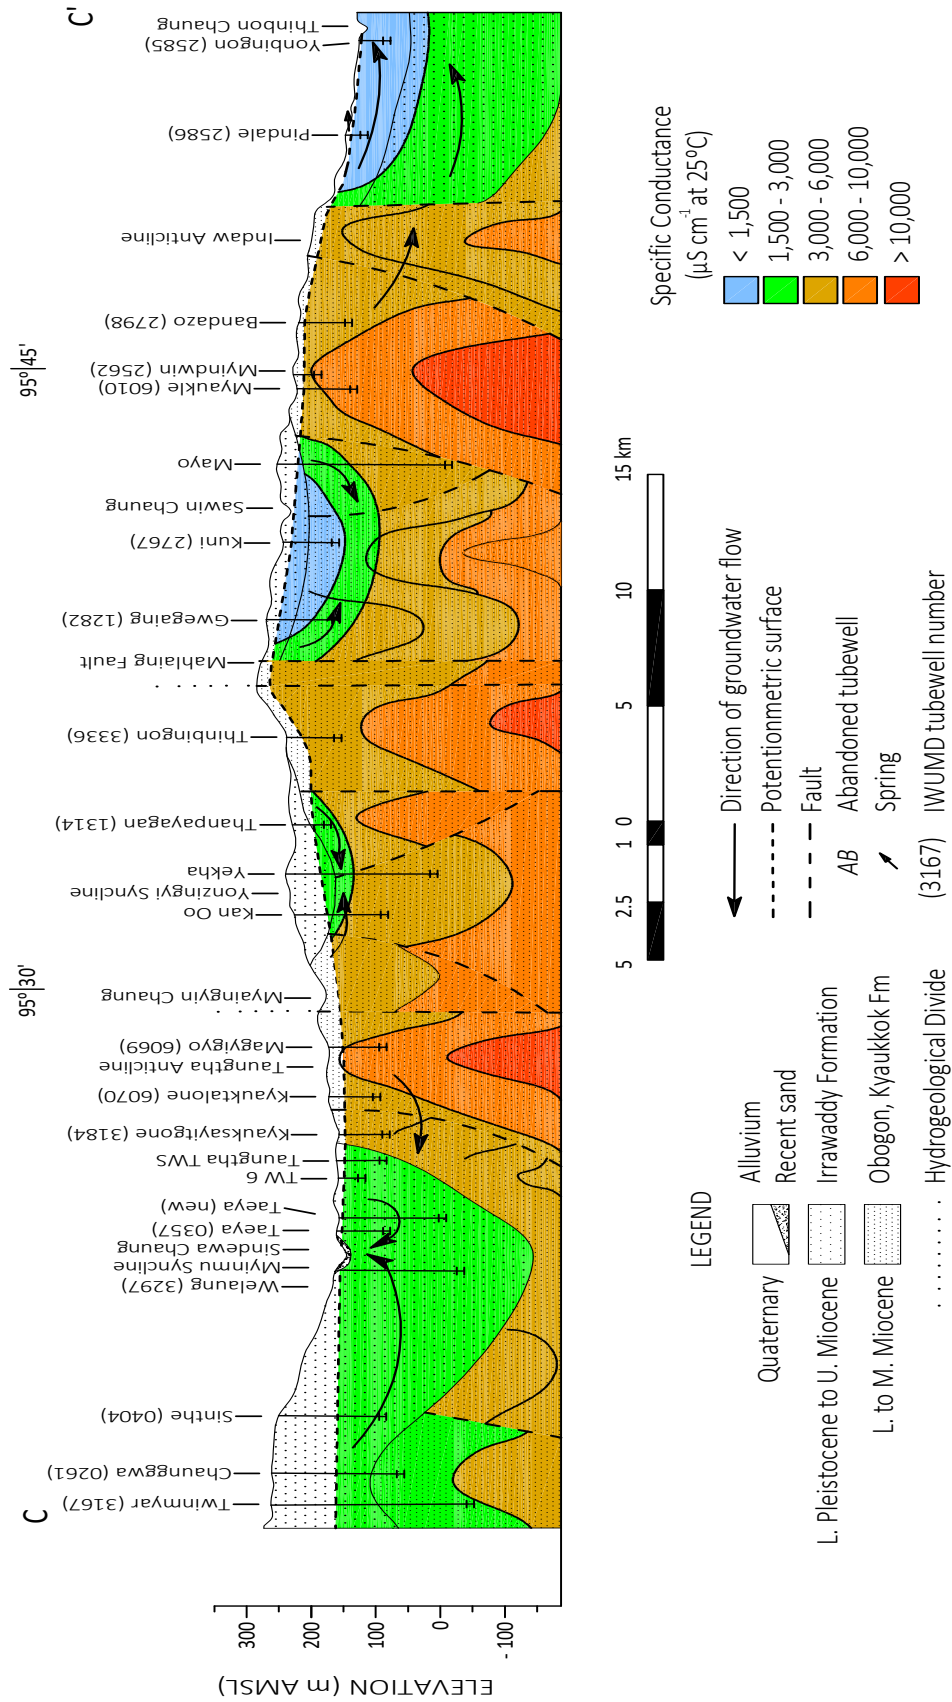 C
C'
95º 30'
95º 45'
Twinmyar (3167)
Chaunggwa (0261)
Sinthe (0404)
Welaung (3297)
Myinmu Syncline
Sindewa Chaung
Taeya (0357)
Taeya (new)
TW 6
Taungtha TWS
Kyauksayitgone (3184)
Kyauktalone (6070)
Taungtha Anticline
Magyigyo (6069)
Myaingyin Chaung
Kan Oo
Yonzingyi Syncline
Yekha
Thanpayagan (1314)
Thinbingon (3336)
Mahlaing Fault
Gwegaing (1282)
Kuni (2767)
Sawin Chaung
Mayo
Myaukle (6010)
Myindwin (2562)
Bandazo (2798)
Indaw Anticline
Pindale (2586)
Yonbingon (2585)
Thinbon Chaung
ELEVATION (m AMSL)
300
200
100
0
- 100
5
2.5
1
0
5
10
15 km
LEGEND
Quaternary
Alluvium
Recent sand
L. Pleistocene to U. Miocene
Irrawaddy Formation
L. to M. Miocene
Obogon, Kyaukkok Fm
Hydrogeological Divide
Direction of groundwater flow
Potentionmetric surface
Fault
AB Abandoned tubewell
Spring
(3167) IWUMD tubewell number
Specific Conductance
(µS cm⁻¹ at 25ºC)
< 1,500
1,500 - 3,000
3,000 - 6,000
6,000 - 10,000
> 10,000